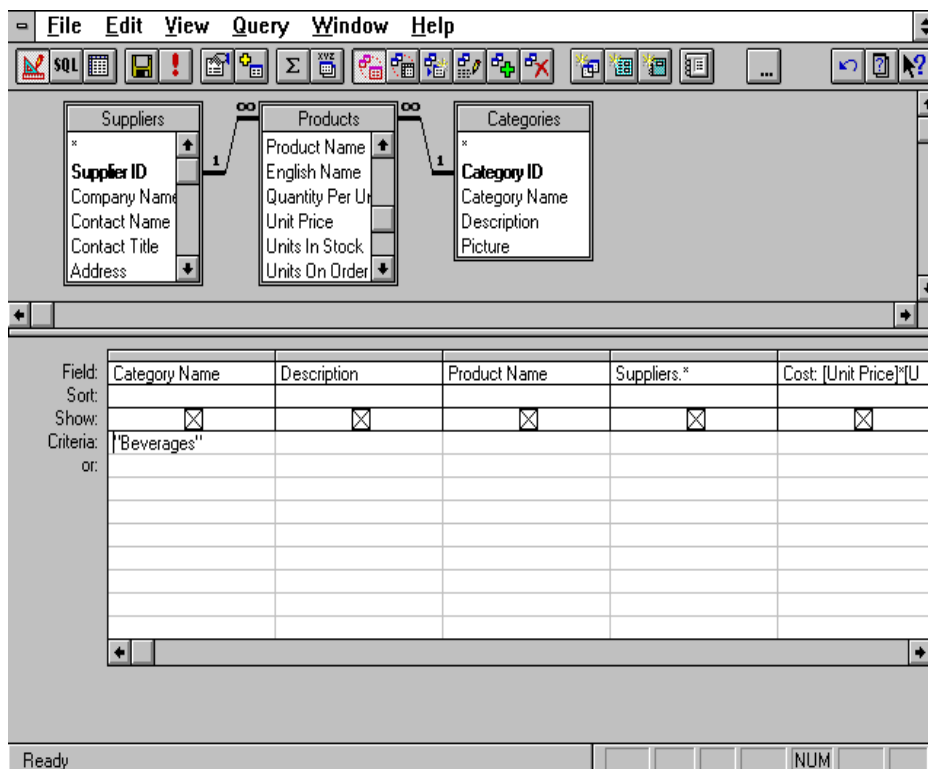 File Edit View Query Window Help
SQL Σ XYZ ! ... ? ?
Suppliers
*
Supplier ID
Company Name
Contact Name
Contact Title
Address
1 ∞
Products
Product Name
English Name
Quantity Per Un
Unit Price
Units In Stock
Units On Order
∞ 1
Categories
*
Category ID
Category Name
Description
Picture
Field: Category Name Description Product Name Suppliers.* Cost: [Unit Price]*[U
Sort:
Show:
Criteria: "Beverages"
or:
Ready NUM